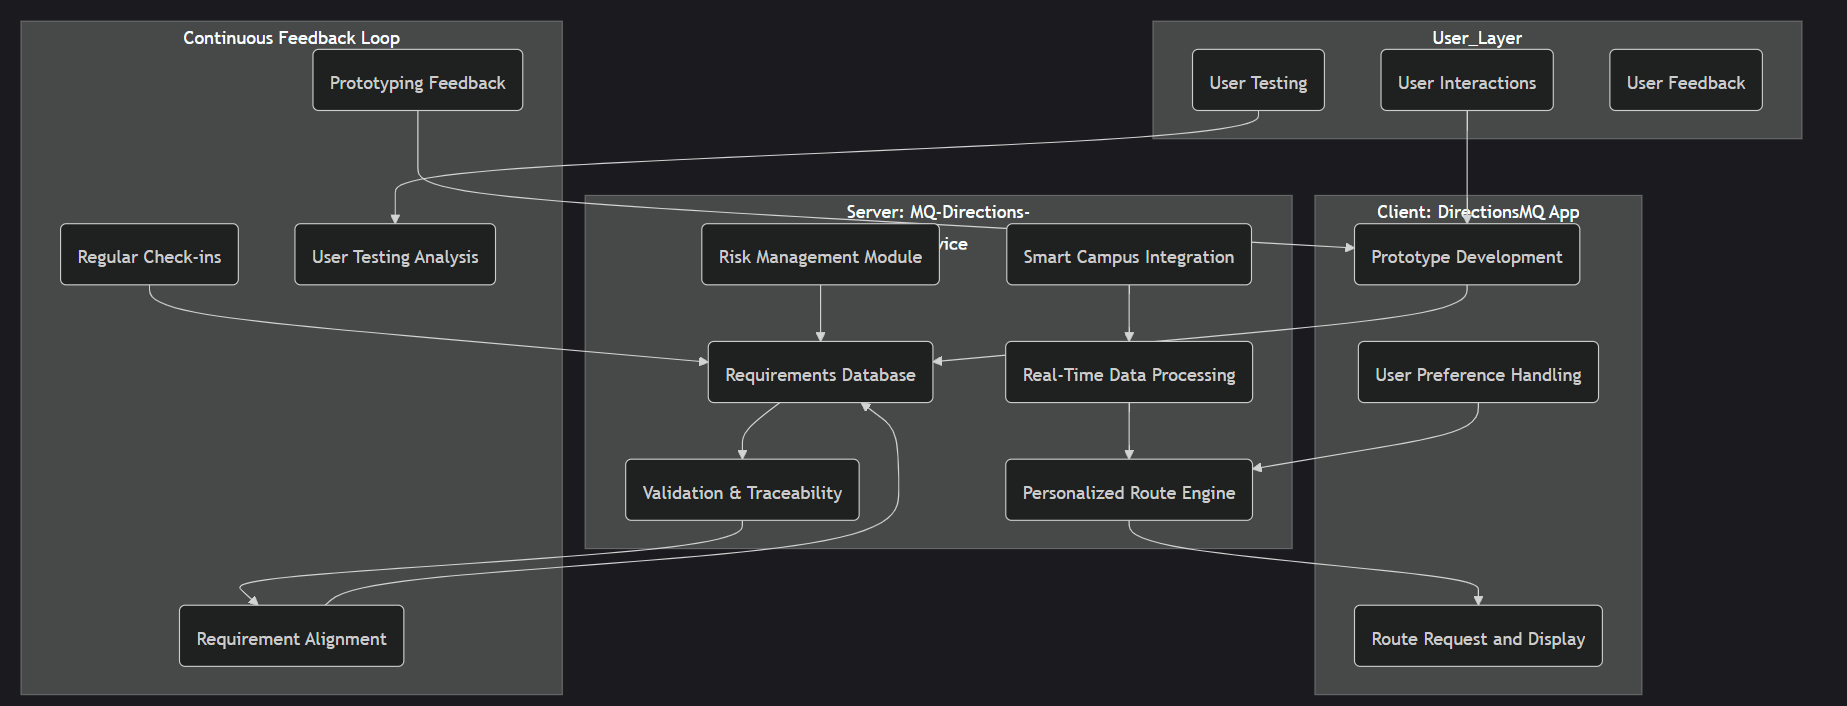 Continuous Feedback Loop
Prototyping Feedback
Regular Check-ins
User Testing Analysis
Requirement Alignment
User_Layer
User Testing
User Interactions
User Feedback
Server: MQ-Directions-
Risk Management Module
Smart Campus Integration
Requirements Database
Real-Time Data Processing
Validation & Traceability
Personalized Route Engine
Client: DirectionsMQ App
Prototype Development
User Preference Handling
Route Request and Display